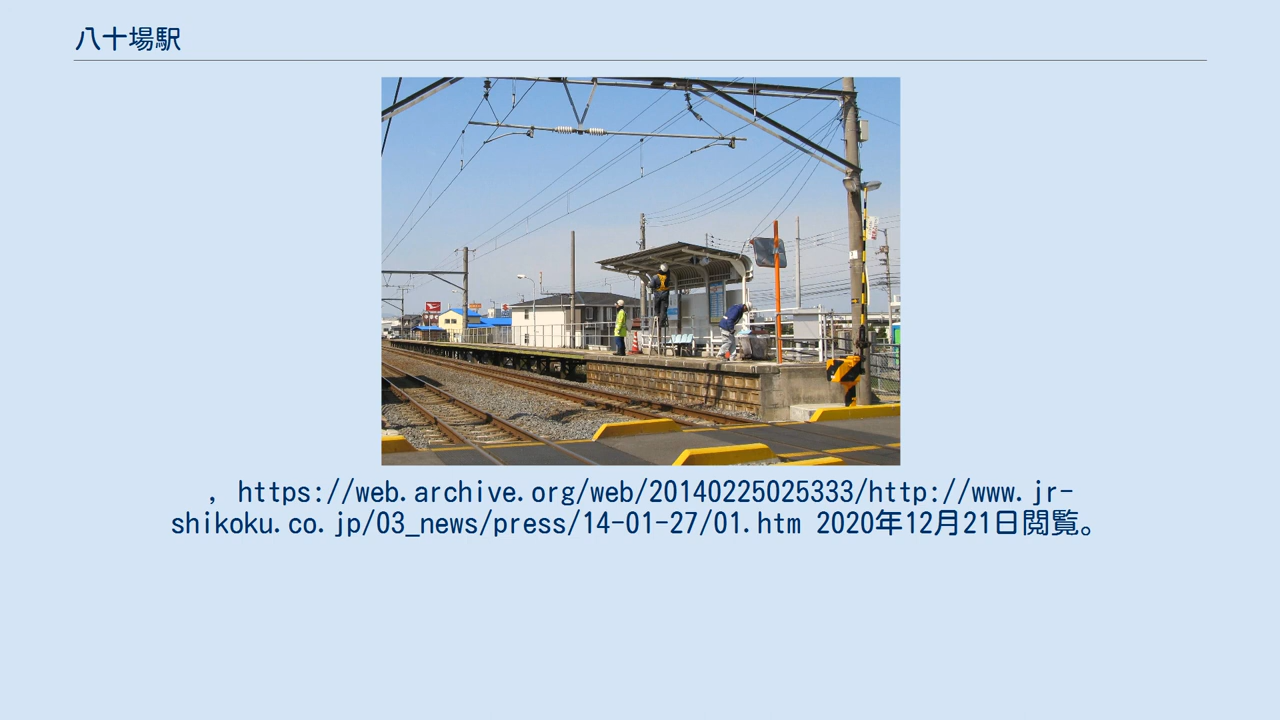 八十場駅
, https://web.archive.org/web/20140225025333/http://www.jr-
shikoku.co.jp/03_news/press/14-01-27/01.htm 2020年12月21日閲覧。